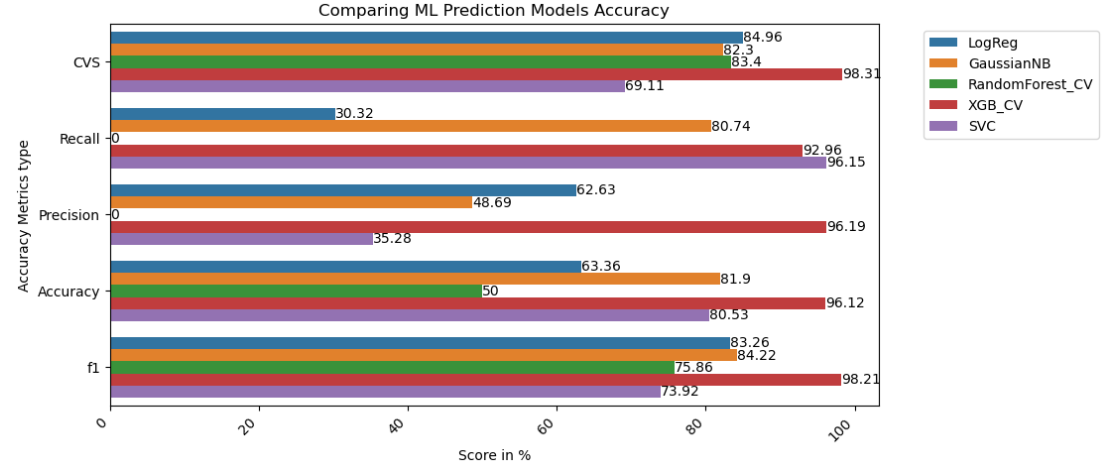 Comparing ML Prediction Models Accuracy
LogReg
GaussianNB
RandomForest_CV
XGB_CV
SVC
Accuracy Metrics type
CVS
84.96
82.3
83.4
98.31
69.11
Recall
30.32
80.74
0
92.96
96.15
Precision
62.63
48.69
0
96.19
35.28
Accuracy
63.36
81.9
50
96.12
80.53
f1
83.26
84.22
75.86
98.21
73.92
0
20
40
60
80
100
Score in %